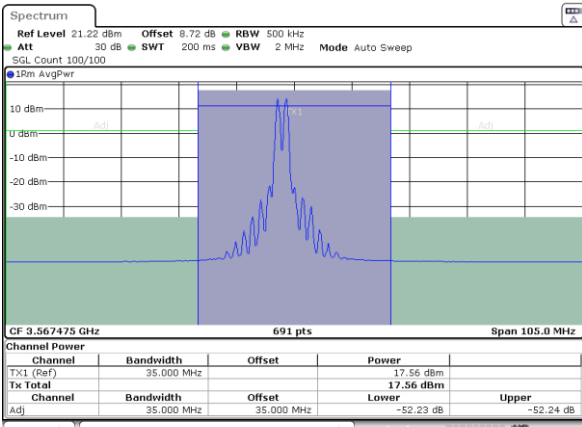 Spectrum
Ref Level 21.22 dBm Offset 8.72 dB RBW 500 kHz
Att 30 dB SWT 200 ms VBW 2 MHz Mode Auto Sweep
SGL Count 100/100
1Rm AvgPwr
10 dBm
Adj TX1 Adj
0 dBm
-10 dBm
-20 dBm
-30 dBm
CF 3.567475 GHz 691 pts Span 105.0 MHz
Channel Power
Channel Bandwidth Offset Power
TX1 (Ref) 35.000 MHz 17.56 dBm
Tx Total 17.56 dBm
Channel Bandwidth Offset Lower Upper
Adj 35.000 MHz 35.000 MHz -52.23 dB -52.24 dB